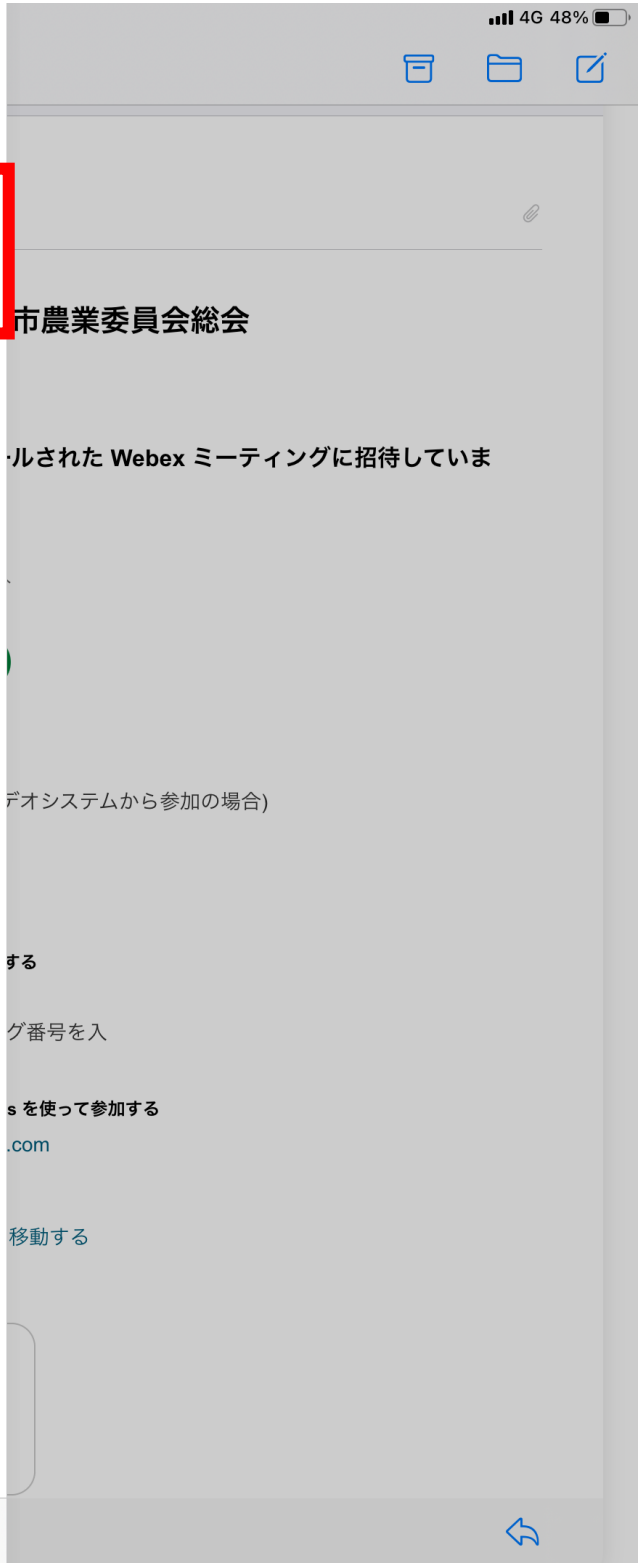 4G 48%
市農業委員会総会
ルされた Webex ミーティングに招待していま
デオシステムから参加の場合)
する
グ番号を入
s を使って参加する
.com
移動する